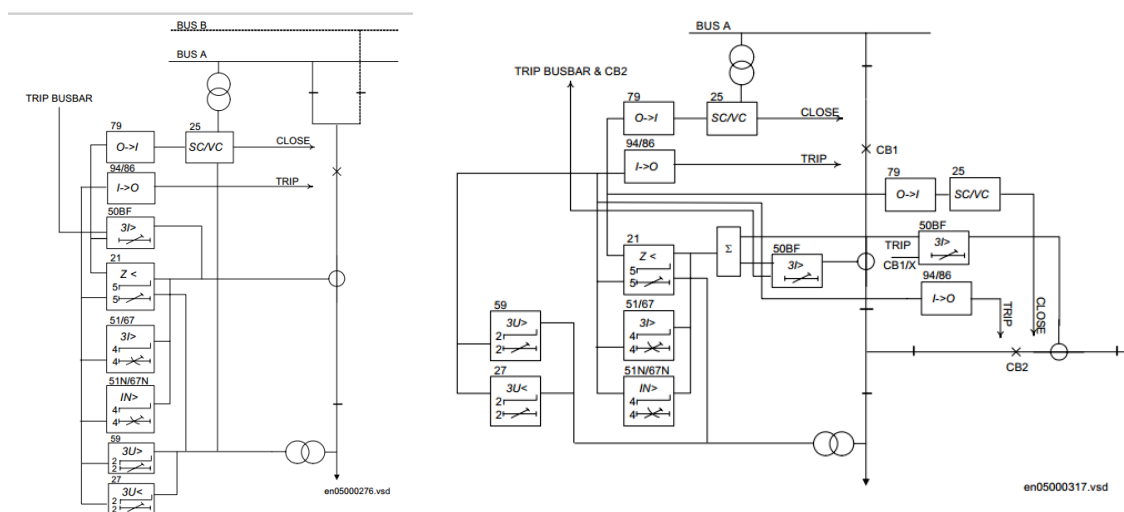 BUS B
BUS A
TRIP BUSBAR
79
O->I
25
SC/VC
CLOSE
94/86
I->O
TRIP
50BF
3I>
21
Z <
5
5
51/67
3I>
4
4
51N/67N
IN>
4
4
59
3U>
2
2
27
3U<
2
2
en05000276.vsd
BUS A
TRIP BUSBAR & CB2
79
O->I
25
SC/VC
CLOSE
94/86
I->O
TRIP
CB1
79
O->I
25
SC/VC
21
Z <
5
5
Σ
50BF
3I>
50BF
3I>
TRIP
CB1/X
94/86
I->O
TRIP
CLOSE
CB2
59
3U>
2
2
51/67
3I>
4
4
27
3U<
2
2
51N/67N
IN>
4
4
en05000317.vsd